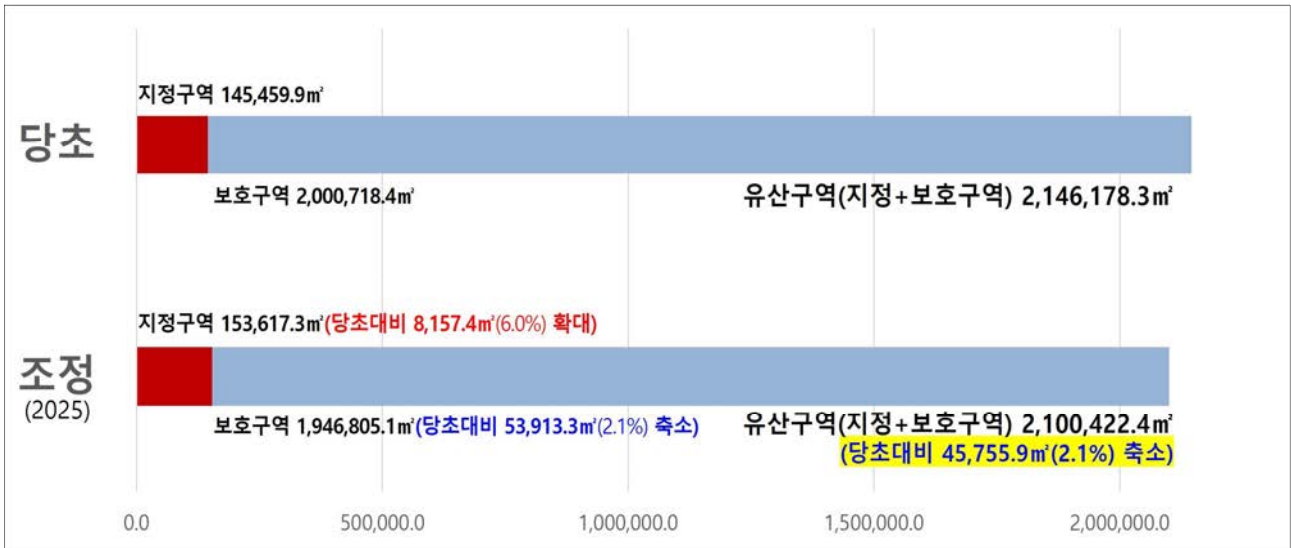 지정구역 145,459.9㎡
당초
보호구역 2,000,718.4㎡
유산구역(지정+보호구역) 2,146,178.3㎡
지정구역 153,617.3㎡(당초대비 8,157.4㎡(6.0%) 확대)
조정
(2025)
보호구역 1,946,805.1㎡(당초대비 53,913.3㎡(2.1%) 축소)
유산구역(지정+보호구역) 2,100,422.4㎡
(당초대비 45,755.9㎡(2.1%) 축소)
0.0 500,000.0 1,000,000.0 1,500,000.0 2,000,000.0